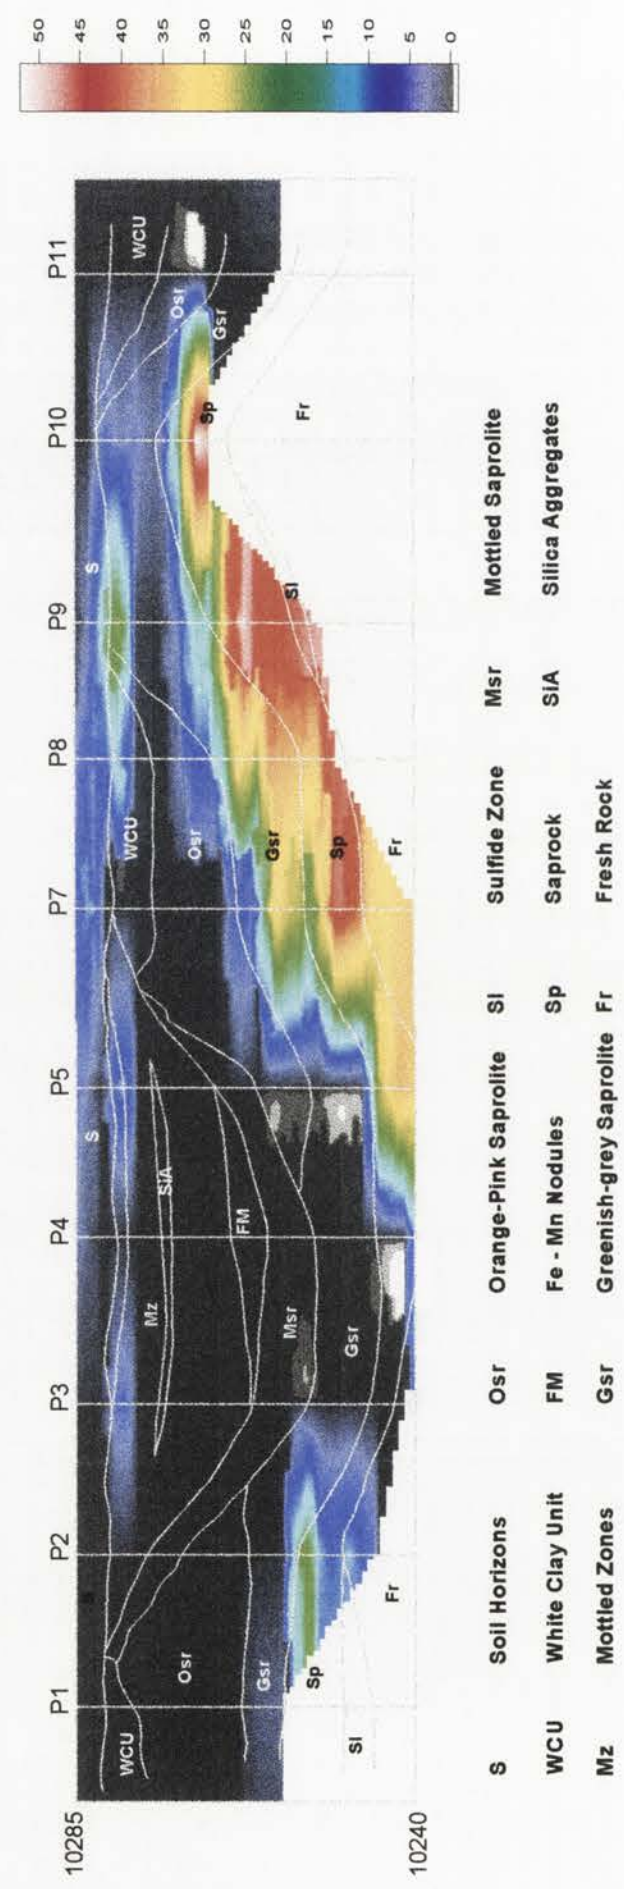 50 45 40 35 30 25 20 15 10 5 0
P1 P2 P3 P4 P5 P7 P8 P9 P10 P11
10285
10240
S
S
S
WCU
WCU
WCU
Mz
SiA
FM
Osr
Osr
Osr
Msr
Gsr
Gsr
Gsr
Gsr
Sp
Sp
Sp
Sl
Sl
Fr
Fr
Fr
S Soil Horizons Osr Orange-Pink Saprolite Sl Sulfide Zone Msr Mottled Saprolite
WCU White Clay Unit FM Fe - Mn Nodules Sp Saprock SiA Silica Aggregates
Mz Mottled Zones Gsr Greenish-grey Saprolite Fr Fresh Rock